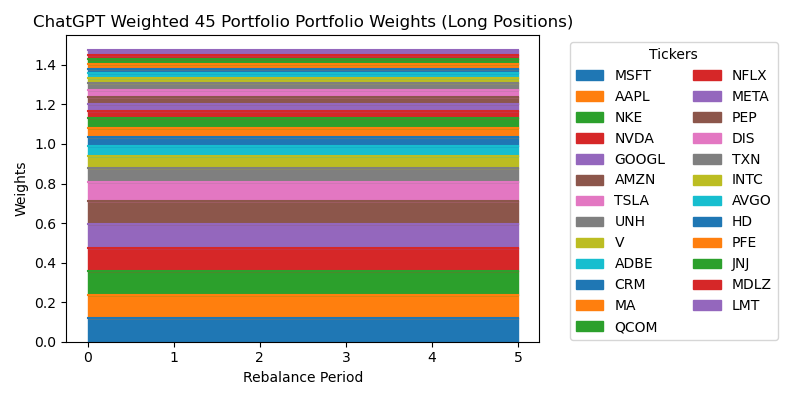 ChatGPT Weighted 45 Portfolio Portfolio Weights (Long Positions)
Weights
1.4
1.2
1.0
0.8
0.6
0.4
0.2
0.0
0 1 2 3 4 5
Rebalance Period
Tickers
MSFT
AAPL
NKE
NVDA
GOOGL
AMZN
TSLA
UNH
V
ADBE
CRM
MA
QCOM
NFLX
META
PEP
DIS
TXN
INTC
AVGO
HD
PFE
JNJ
MDLZ
LMT